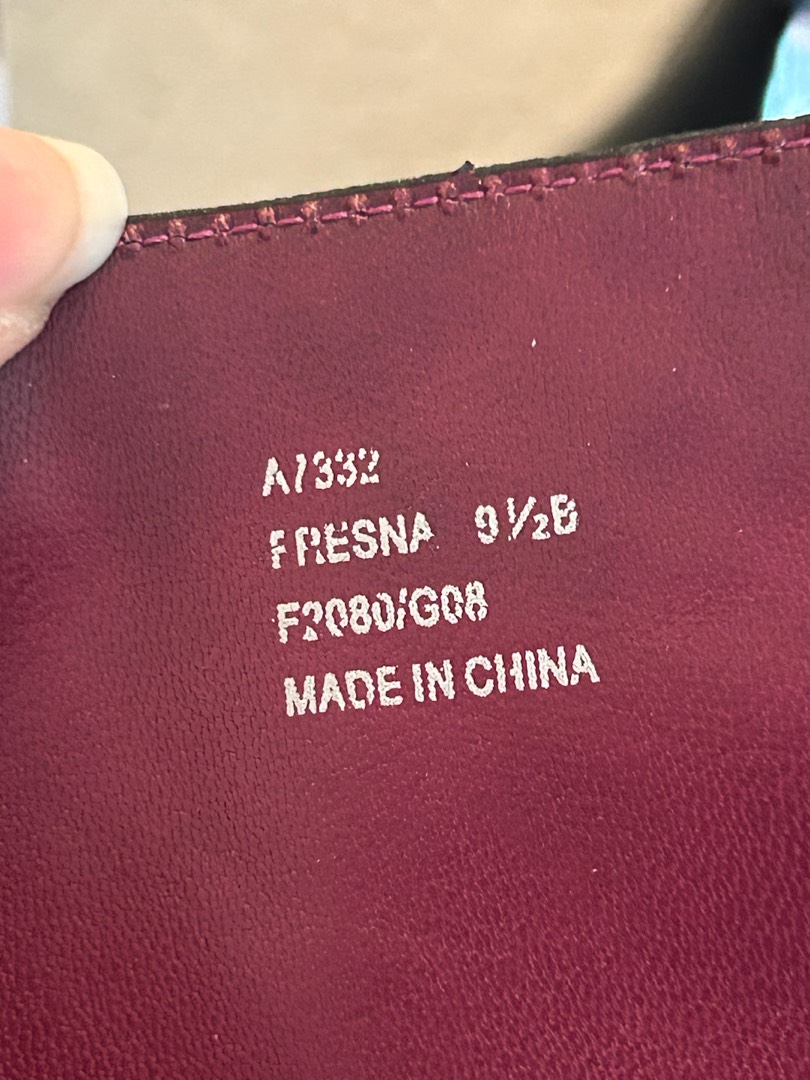 A7332
FRESNA 9½B
F2080/G08
MADE IN CHINA